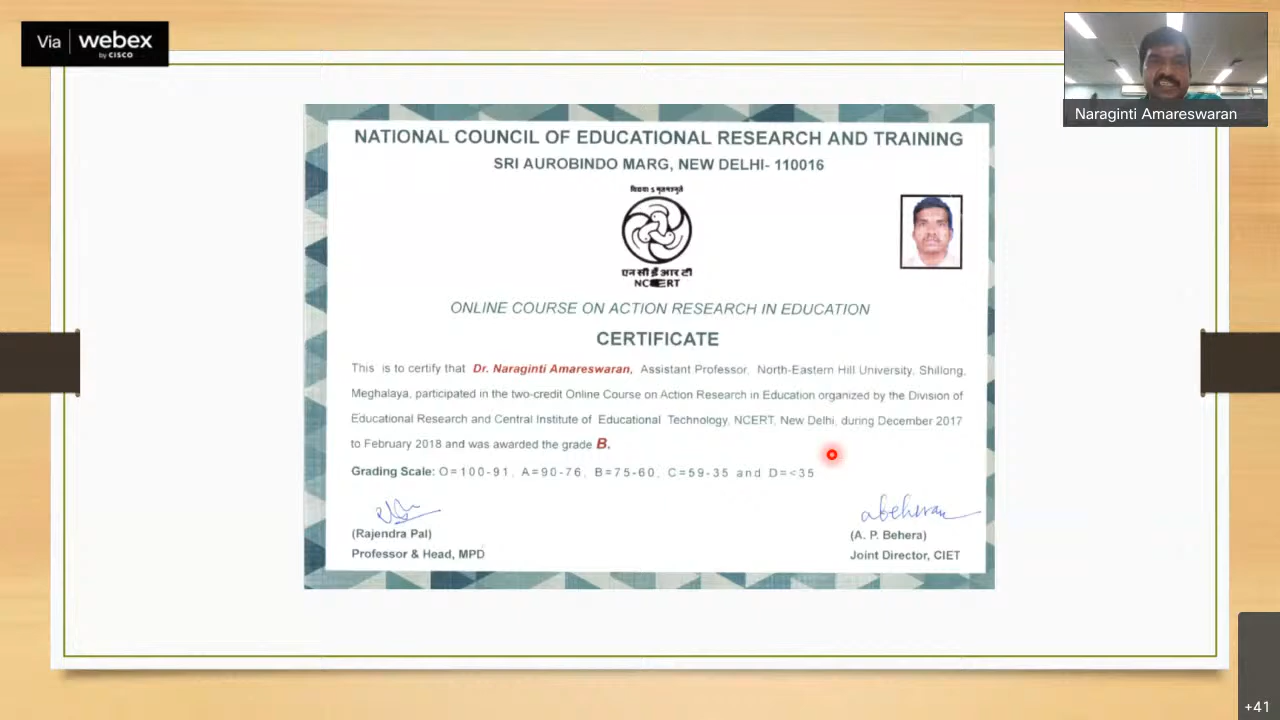 Via webex
by CISCO
Naraginti Amareswaran
NATIONAL COUNCIL OF EDUCATIONAL RESEARCH AND TRAINING
SRI AUROBINDO MARG, NEW DELHI- 110016
एन सी ई आर टी
NCERT
ONLINE COURSE ON ACTION RESEARCH IN EDUCATION
CERTIFICATE
This is to certify that Dr. Naraginti Amareswaran, Assistant Professor, North-Eastern Hill University, Shillong,
Meghalaya, participated in the two-credit Online Course on Action Research in Education organized by the Division of
Educational Research and Central Institute of Educational Technology, NCERT, New Delhi, during December 2017
to February 2018 and was awarded the grade B.
Grading Scale: O=100-91, A=90-76, B=75-60, C=59-35 and D=<35
(Rajendra Pal)
Professor & Head, MPD
(A. P. Behera)
Joint Director, CIET
+41